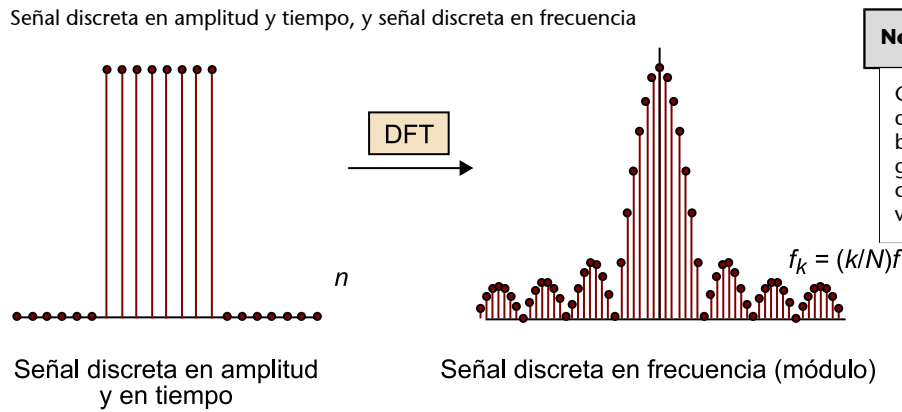 Señal discreta en amplitud y tiempo, y señal discreta en frecuencia
DFT
n
f_k = (k/N)f
Señal discreta en amplitud
y en tiempo
Señal discreta en frecuencia (módulo)